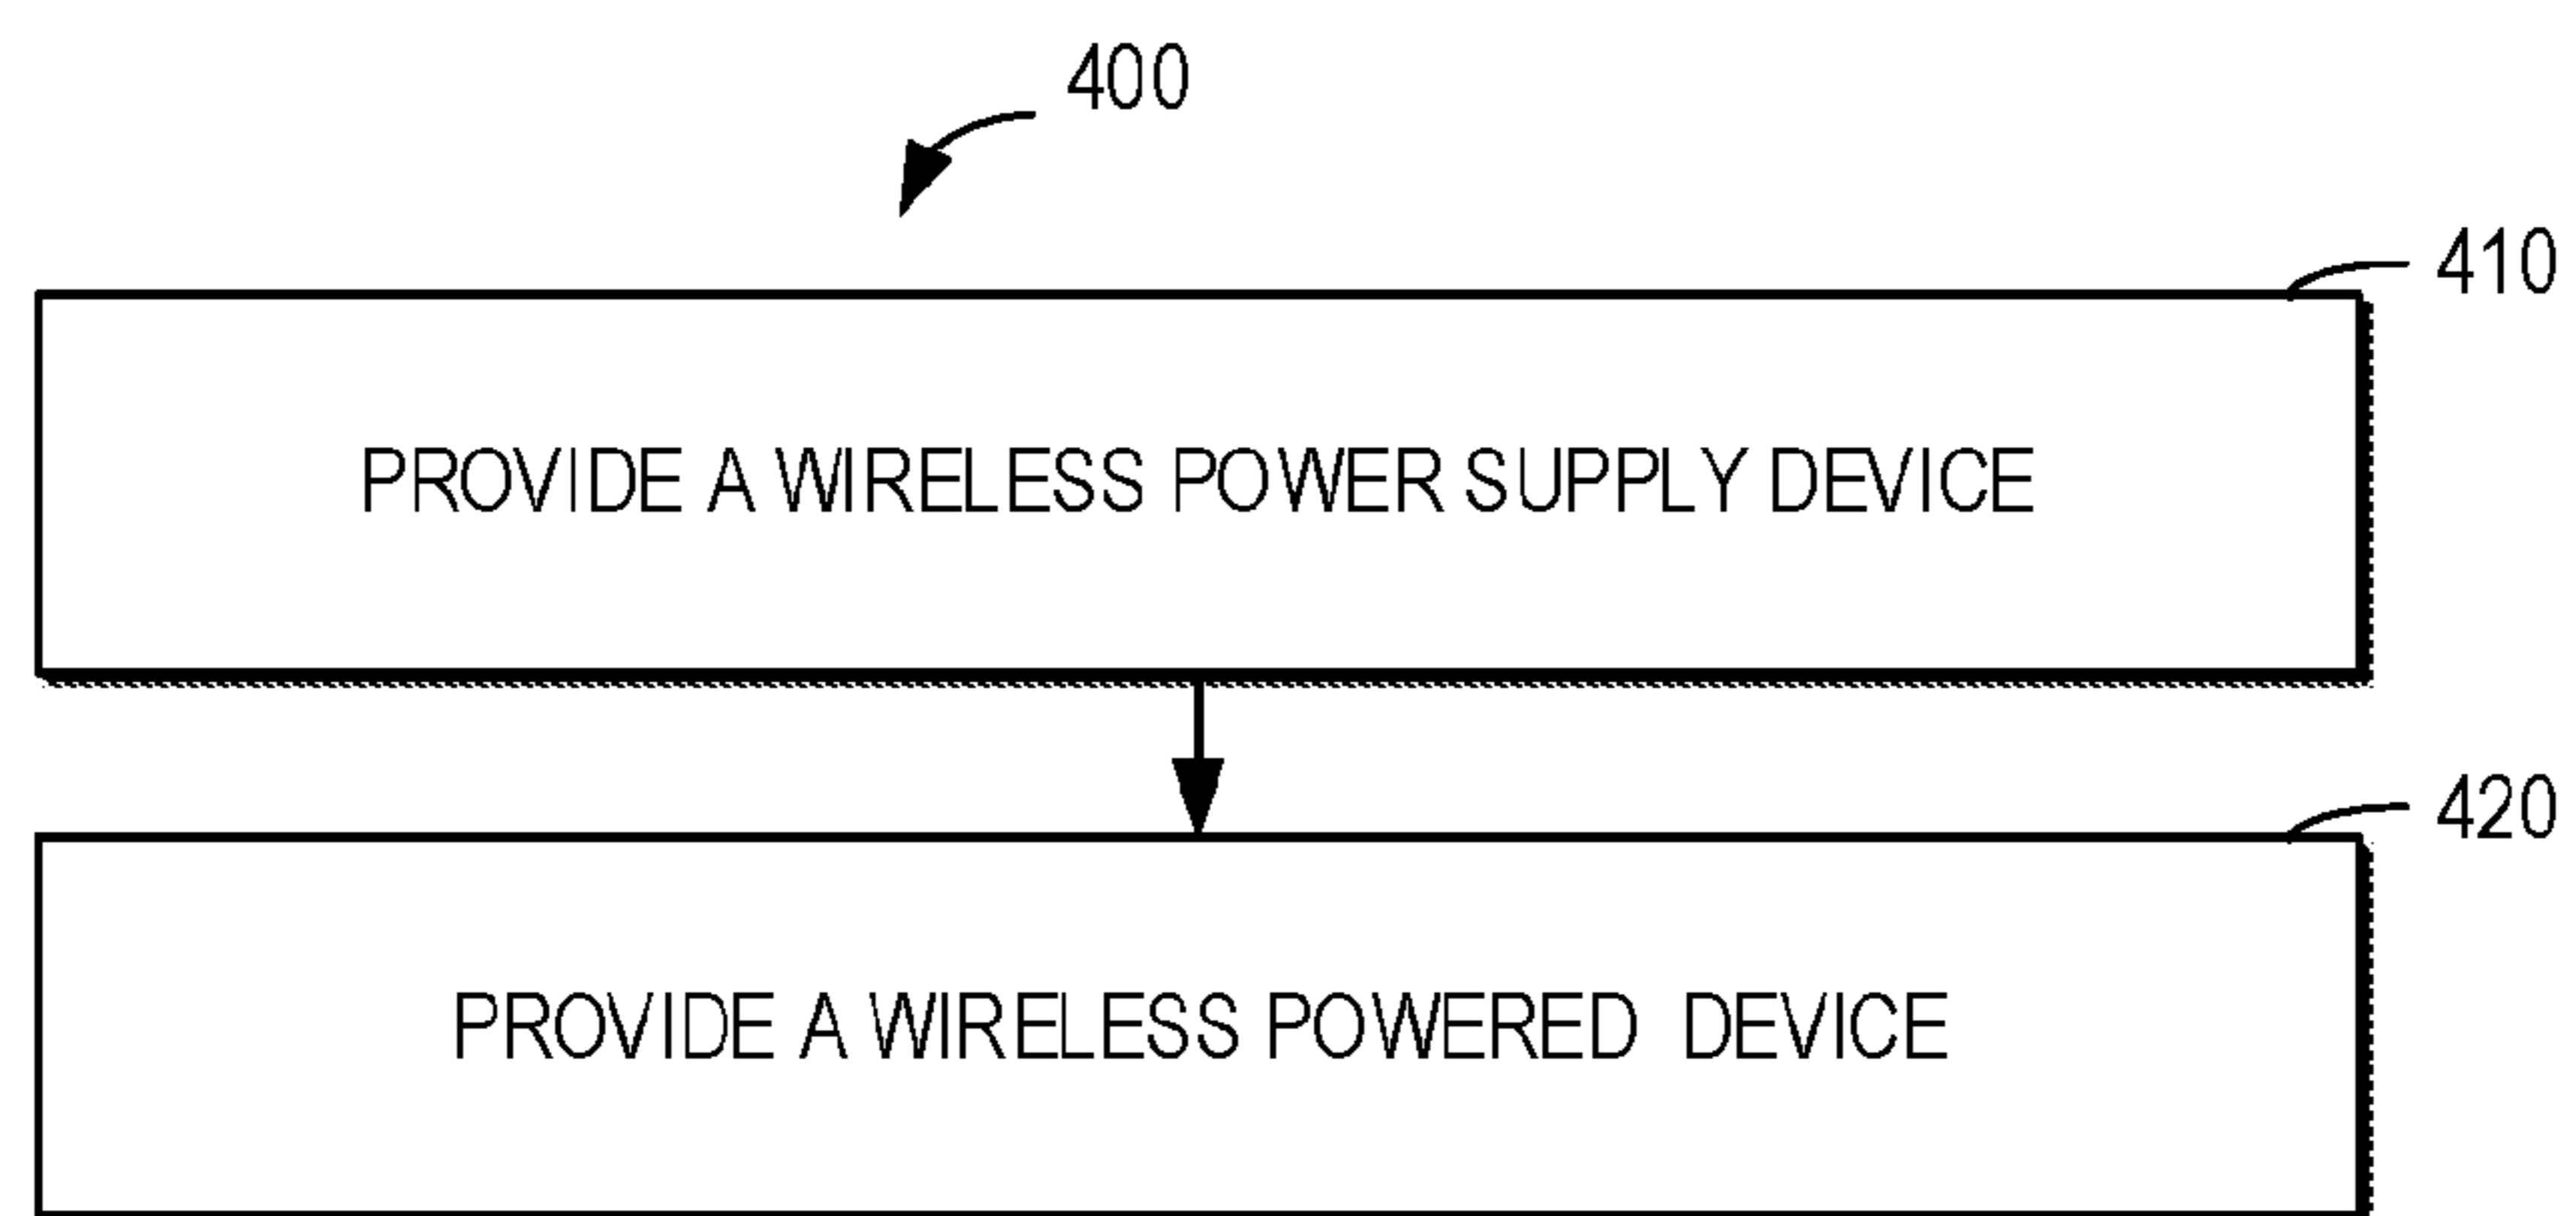 400
410
PROVIDE A WIRELESS POWER SUPPLY DEVICE
420
PROVIDE A WIRELESS POWERED DEVICE